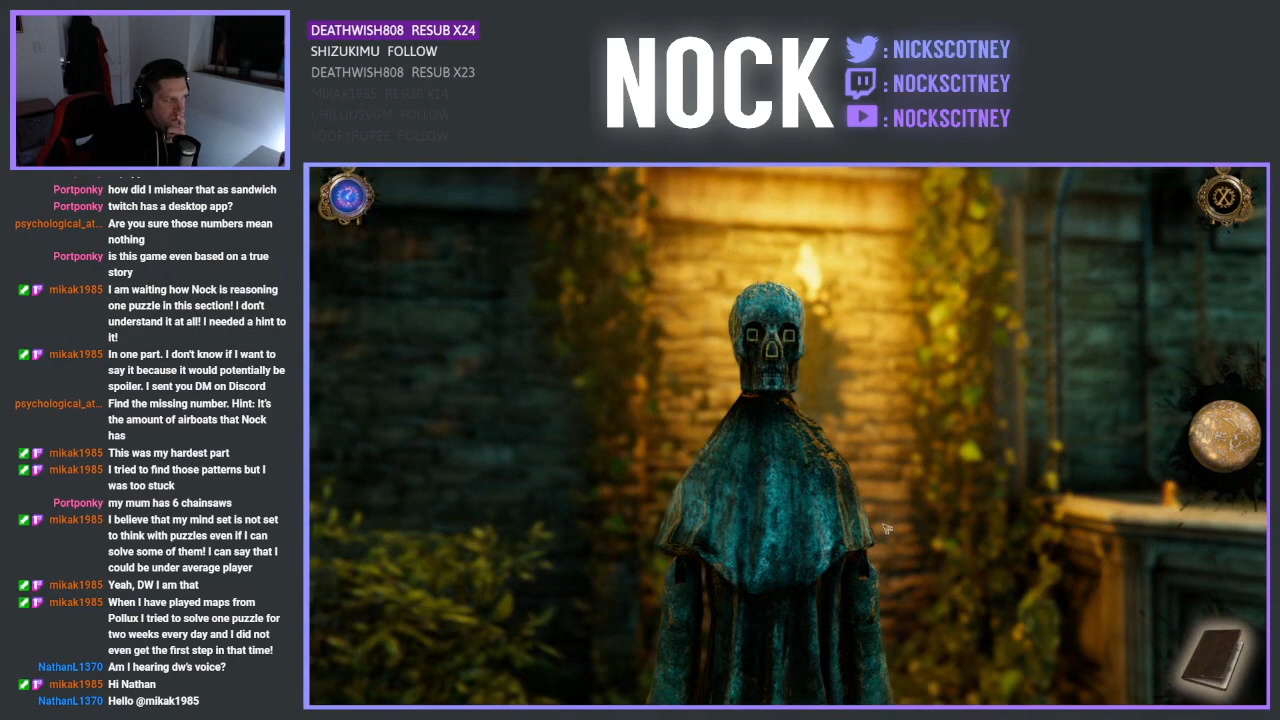 DEATHWISH808 RESUB X24
SHIZUKIMU FOLLOW
DEATHWISH808 RESUB X23
MIKAK1985 RESUB X14
CHILLIUSVGM FOLLOW
LOOPYRUPEE FOLLOW
NOCK
: NICKSCOTNEY
: NOCKSCITNEY
: NOCKSCITNEY
Portponky how did I mishear that as sandwich
Portponky twitch has a desktop app?
psychological_at... Are you sure those numbers mean
nothing
Portponky is this game even based on a true
story
mikak1985 I am waiting how Nock is reasoning
one puzzle in this section! I don't
understand it at all! I needed a hint to
it!
mikak1985 In one part. I don't know if I want to
say it because it would potentially be
spoiler. I sent you DM on Discord
psychological_at... Find the missing number. Hint: It's
the amount of airboats that Nock
has
mikak1985 This was my hardest part
mikak1985 I tried to find those patterns but I
was too stuck
Portponky my mum has 6 chainsaws
mikak1985 I believe that my mind set is not set
to think with puzzles even if I can
solve some of them! I can say that I
could be under average player
mikak1985 Yeah, DW I am that
mikak1985 When I have played maps from
Pollux I tried to solve one puzzle for
two weeks every day and I did not
even get the first step in that time!
NathanL1370 Am I hearing dw's voice?
mikak1985 Hi Nathan
NathanL1370 Hello @mikak1985